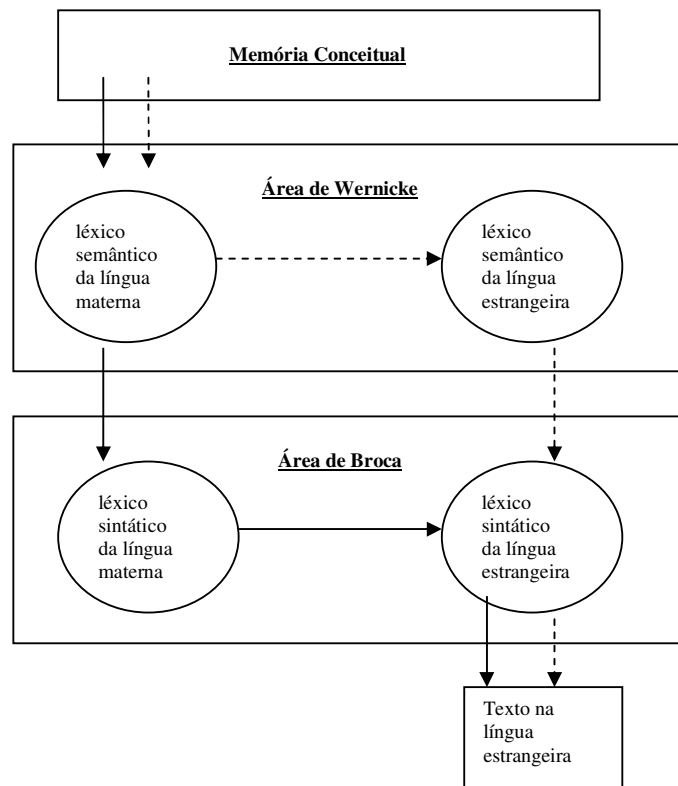 Memória Conceitual
Área de Wernicke
léxico
semântico
da língua
materna
léxico
semântico
da língua
estrangeira
Área de Broca
léxico
sintático
da língua
materna
léxico
sintático
da língua
estrangeira
Texto na
língua
estrangeira